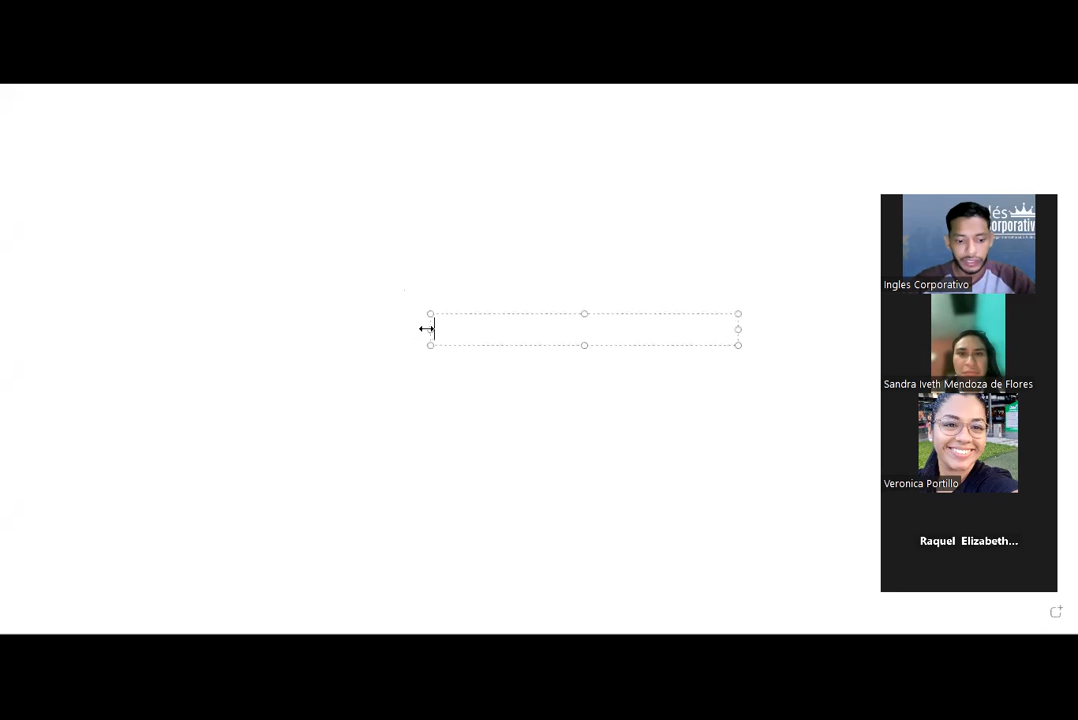 lés
orporativ
Ingles Corporativo
Sandra Iveth Mendoza de Flores
Veronica Portillo
Raquel Elizabeth...